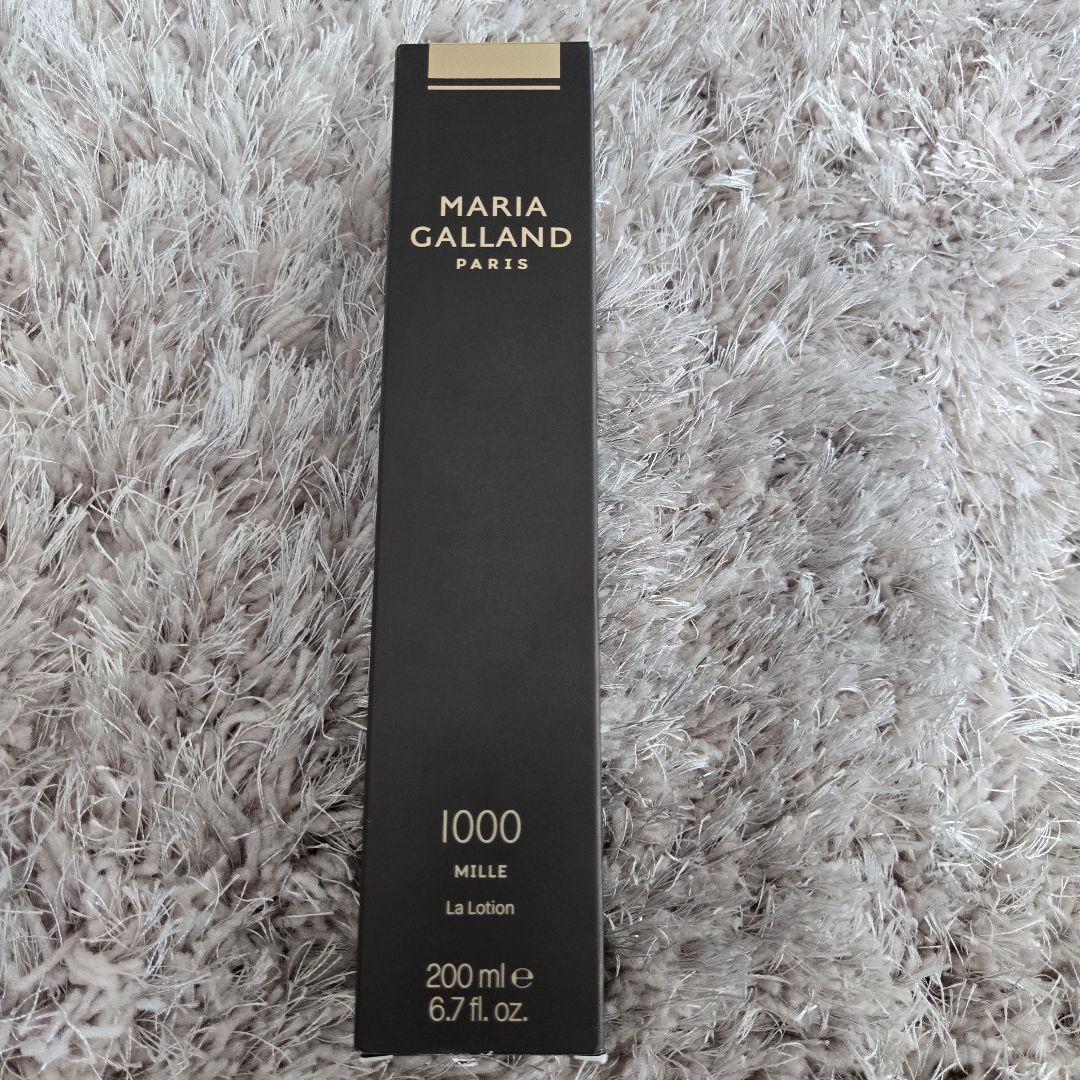 MARIA
GALLAND
PARIS
1000
MILLE
La Lotion
200 ml ℮
6.7 fl. oz.